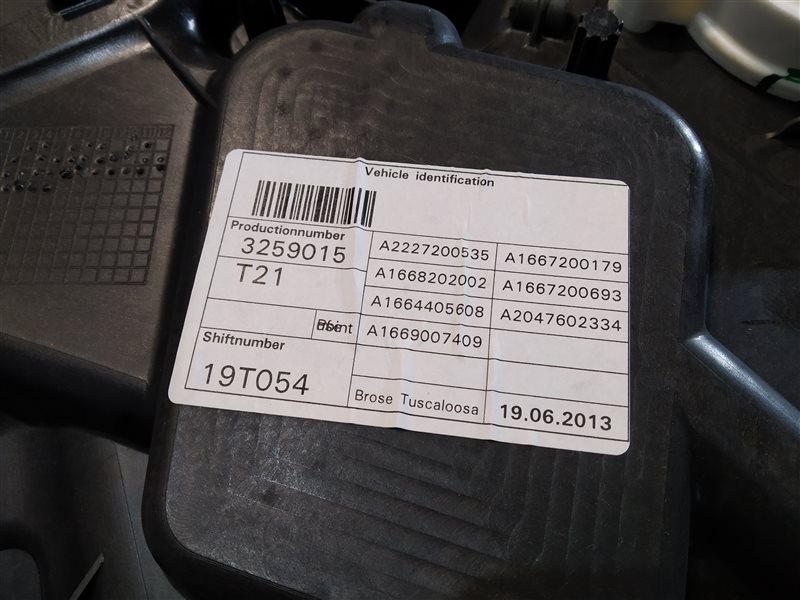 Vehicle identification
Productionnumber
3259015
T21
Shiftnumber
19T054
A2227200535 A1667200179
A1668202002 A1667200693
A1664405608 A2047602334
A1669007409
Brose Tuscaloosa 19.06.2013